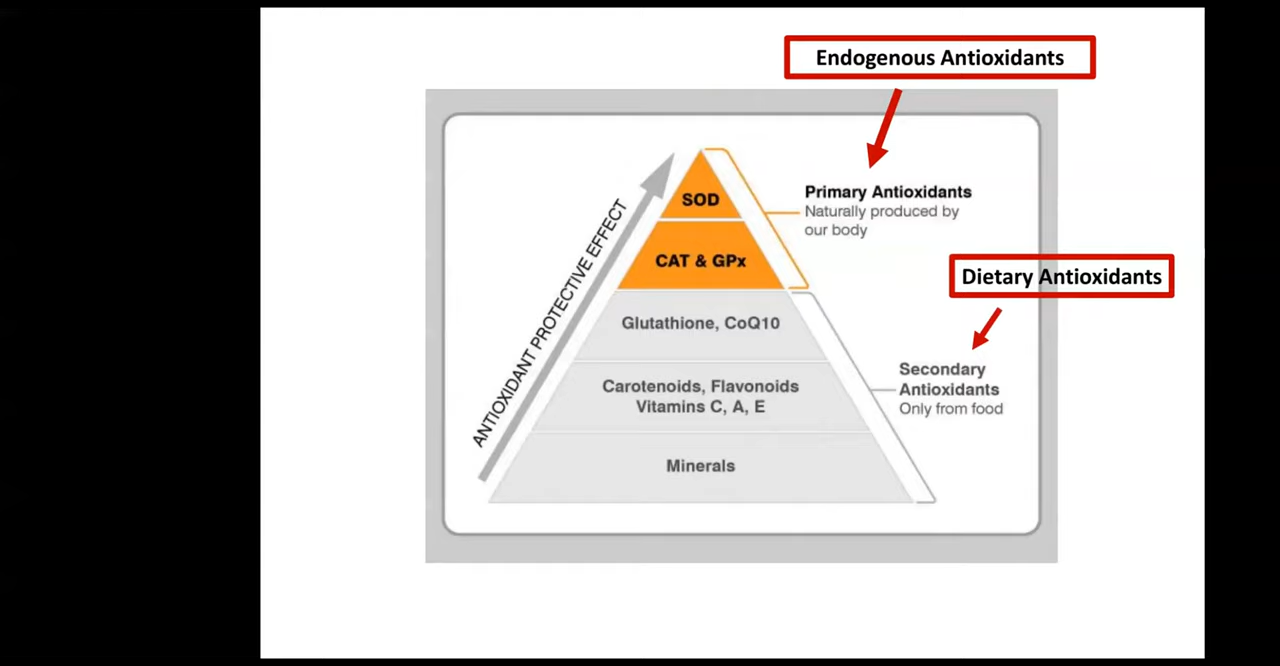 Endogenous Antioxidants
Primary Antioxidants
Naturally produced by
our body
SOD
CAT & GPx
Dietary Antioxidants
Glutathione, CoQ10
Secondary
Antioxidants
Only from food
Carotenoids, Flavonoids
Vitamins C, A, E
Minerals
ANTIOXIDANT PROTECTIVE EFFECT